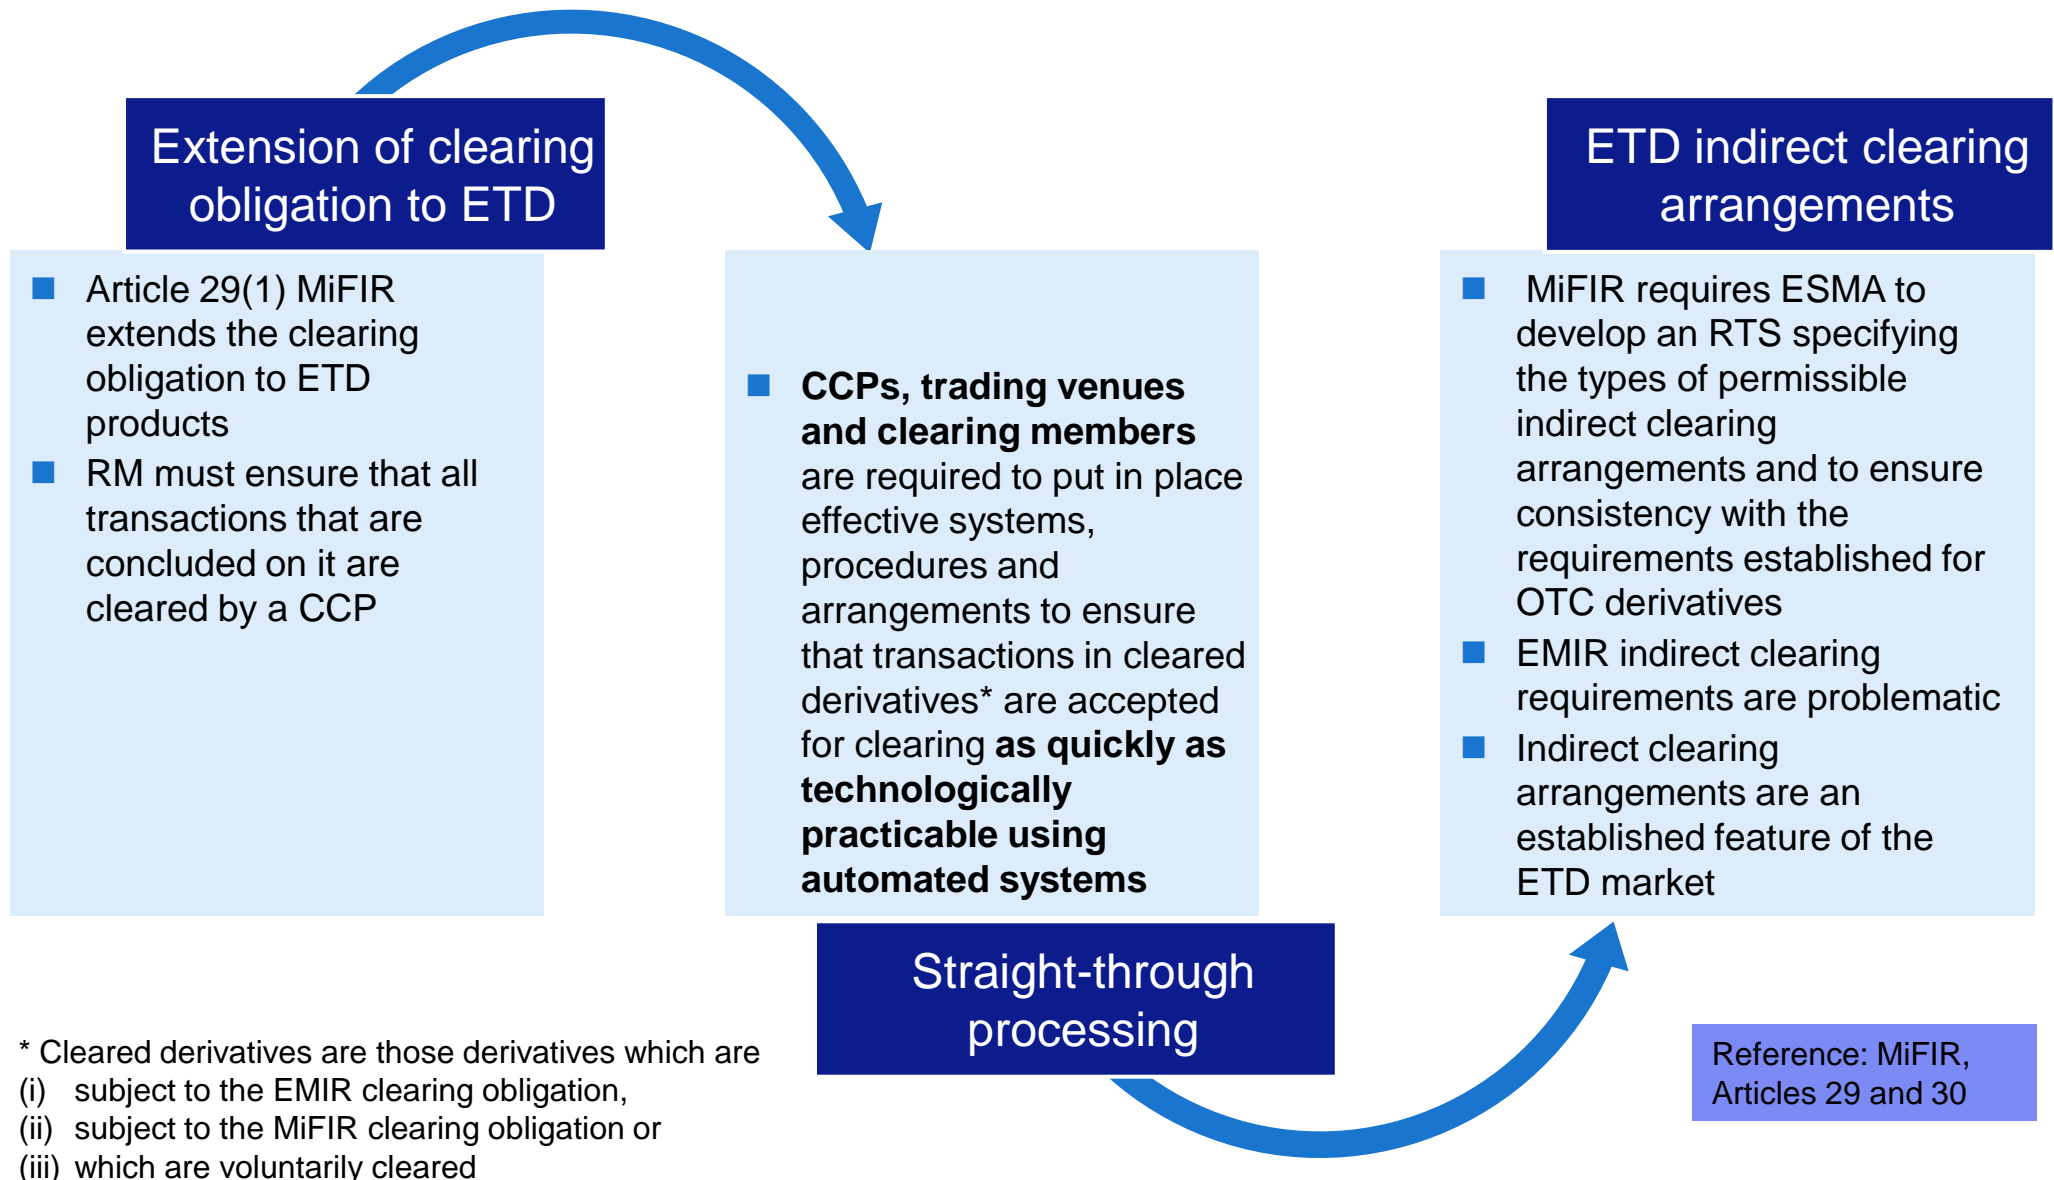 Extension of clearing
obligation to ETD
Article 29(1) MiFIR
extends the clearing
obligation to ETD
products
RM must ensure that all
transactions that are
concluded on it are
cleared by a CCP
CCPs, trading venues
and clearing members
are required to put in place
effective systems,
procedures and
arrangements to ensure
that transactions in cleared
derivatives* are accepted
for clearing as quickly as
technologically
practicable using
automated systems
Straight-through
processing
ETD indirect clearing
arrangements
MiFIR requires ESMA to
develop an RTS specifying
the types of permissible
indirect clearing
arrangements and to ensure
consistency with the
requirements established for
OTC derivatives
EMIR indirect clearing
requirements are problematic
Indirect clearing
arrangements are an
established feature of the
ETD market
* Cleared derivatives are those derivatives which are
(i) subject to the EMIR clearing obligation,
(ii) subject to the MiFIR clearing obligation or
(iii) which are voluntarily cleared
Reference: MiFIR,
Articles 29 and 30